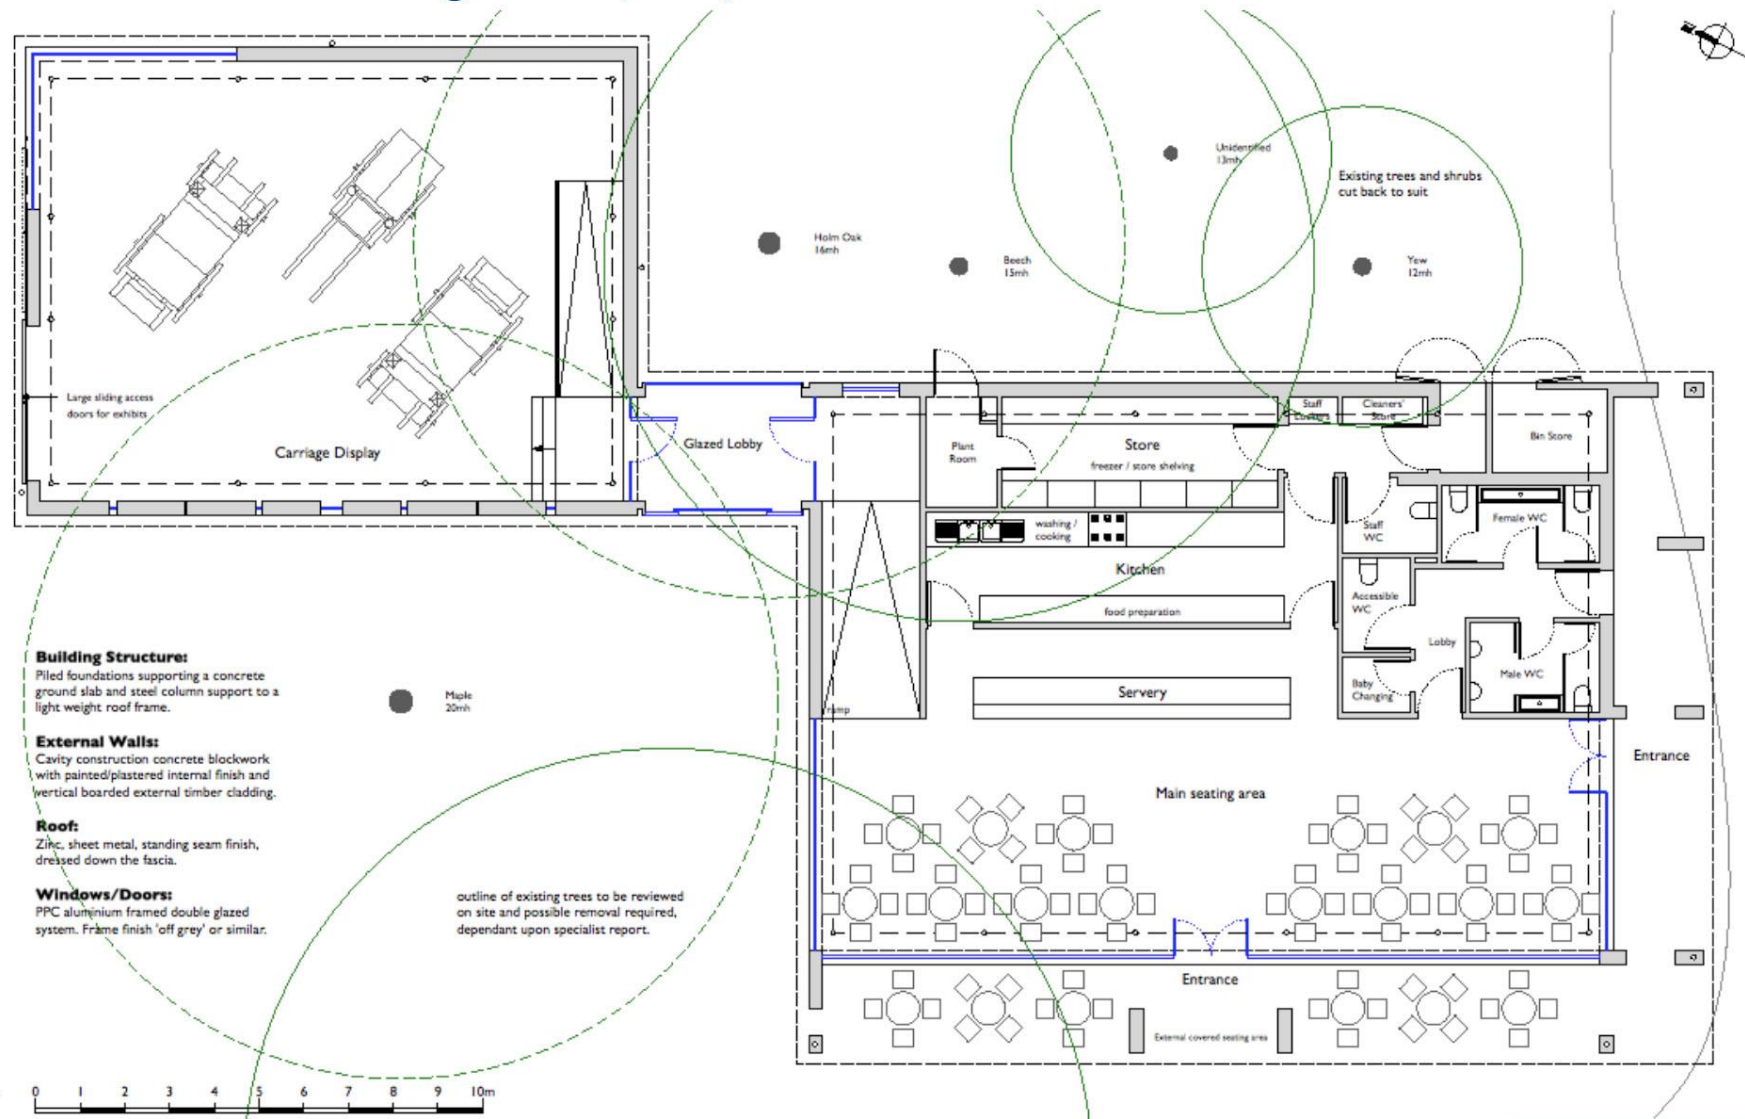 Unidentified
13mh
Existing trees and shrubs
cut back to suit
Holm Oak
16mh
Beech
15mh
Yew
12mh
Large sliding access
doors for exhibits
Carriage Display
Glazed Lobby
Plant
Room
Store
freezer / store shelving
Staff
Lockers
Cleaners'
Store
Bin Store
washing /
cooking
Staff
WC
Female WC
Kitchen
food preparation
Accessible
WC
Lobby
Baby
Changing
Male WC
Servery
ramp
Building Structure:
Piled foundations supporting a concrete
ground slab and steel column support to a
light weight roof frame.
External Walls:
Cavity construction concrete blockwork
with painted/plastered internal finish and
vertical boarded external timber cladding.
Roof:
Zinc, sheet metal, standing seam finish,
dressed down the fascia.
Windows/Doors:
PPC aluminium framed double glazed
system. Frame finish 'off grey' or similar.
Maple
20mh
outline of existing trees to be reviewed
on site and possible removal required,
dependant upon specialist report.
Main seating area
Entrance
Entrance
External covered seating area
0 1 2 3 4 5 6 7 8 9 10m